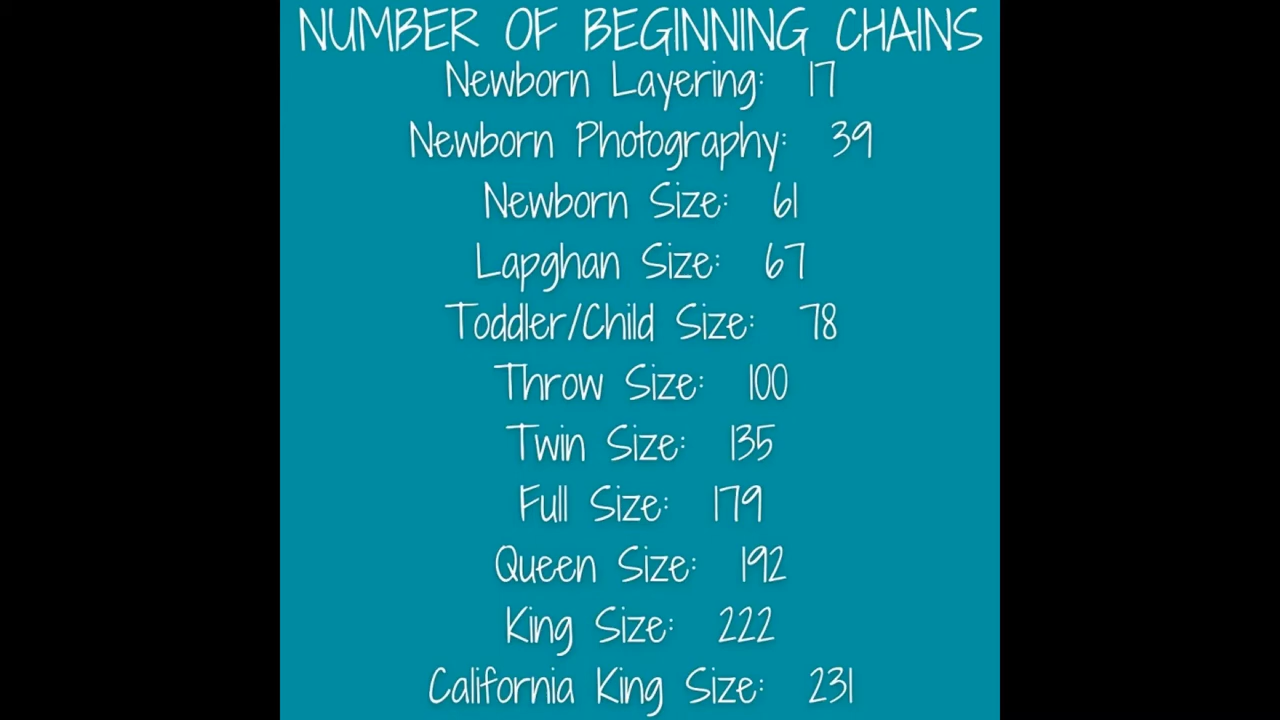 NUMBER OF BEGINNING CHAINS
Newborn Layering: 17
Newborn Photography: 39
Newborn Size: 61
Lapghan Size: 67
Toddler/Child Size: 78
Throw Size: 100
Twin Size: 135
Full Size: 179
Queen Size: 192
King Size: 222
California King Size: 231